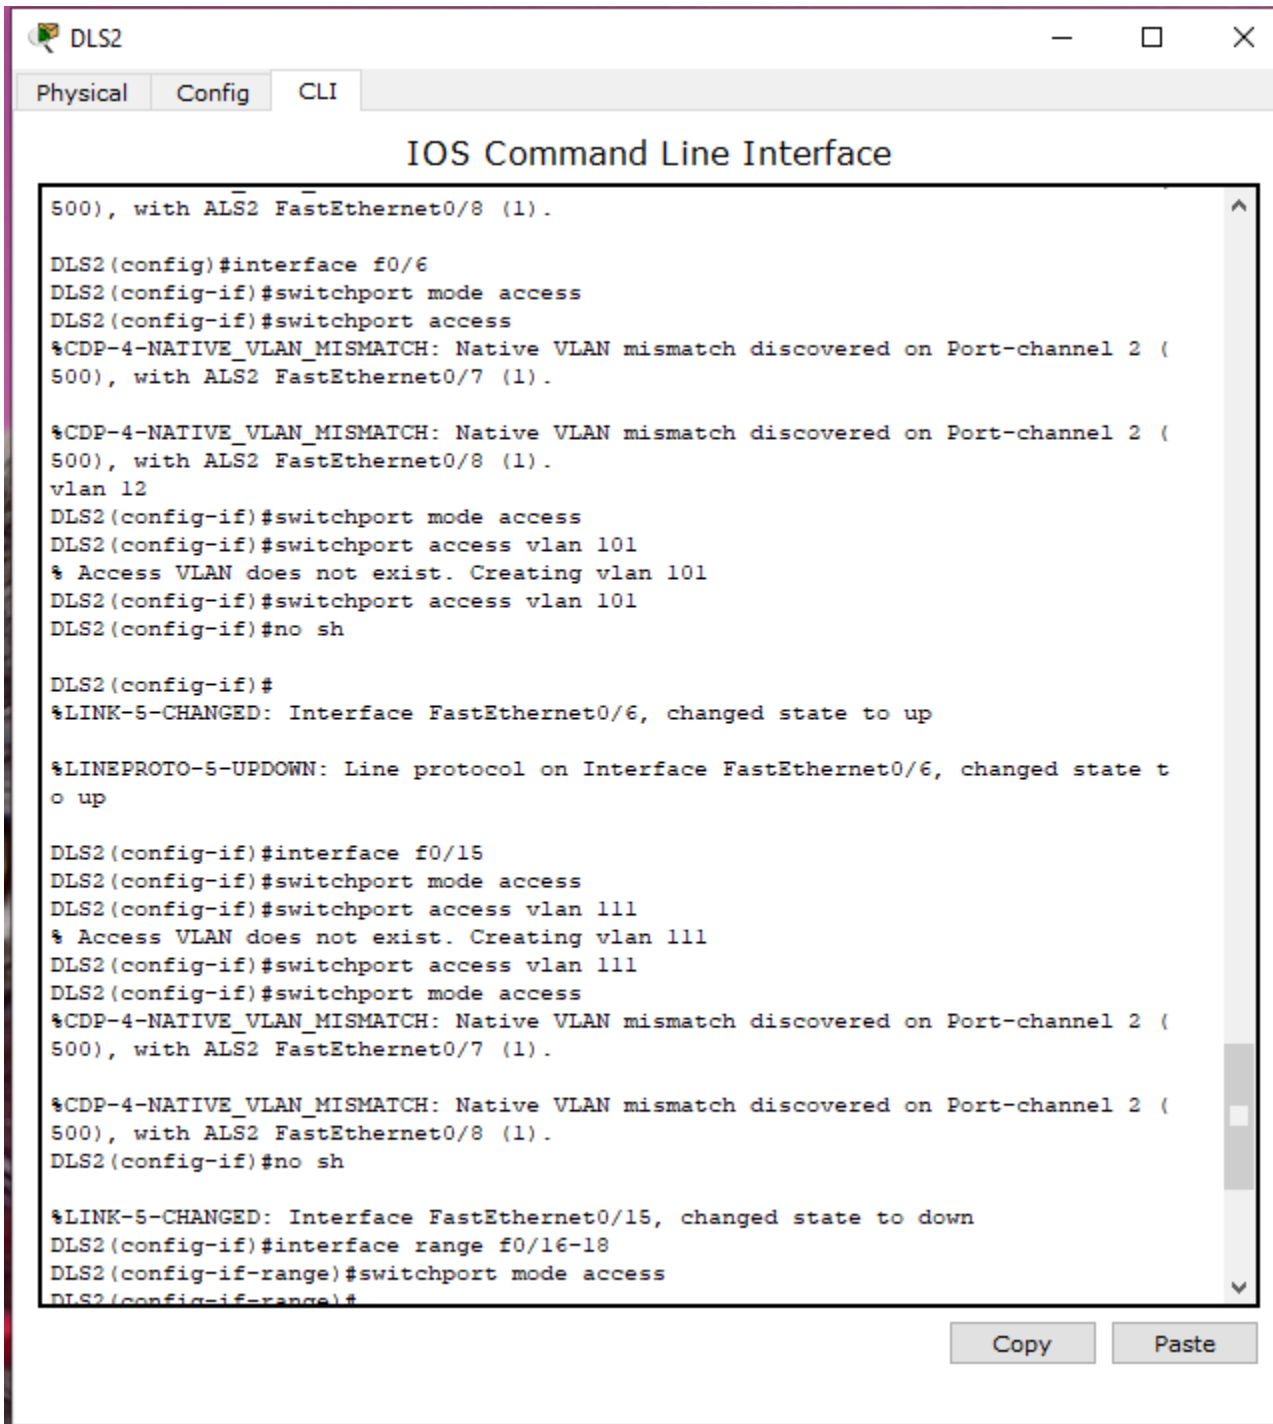 DLS2
Physical Config CLI
IOS Command Line Interface
500), with ALS2 FastEthernet0/8 (1).
DLS2(config)#interface f0/6
DLS2(config-if)#switchport mode access
DLS2(config-if)#switchport access
%CDP-4-NATIVE_VLAN_MISMATCH: Native VLAN mismatch discovered on Port-channel 2 (
500), with ALS2 FastEthernet0/7 (1).
%CDP-4-NATIVE_VLAN_MISMATCH: Native VLAN mismatch discovered on Port-channel 2 (
500), with ALS2 FastEthernet0/8 (1).
vlan 12
DLS2(config-if)#switchport mode access
DLS2(config-if)#switchport access vlan 101
% Access VLAN does not exist. Creating vlan 101
DLS2(config-if)#switchport access vlan 101
DLS2(config-if)#no sh
DLS2(config-if)#
%LINK-5-CHANGED: Interface FastEthernet0/6, changed state to up
%LINEPROTO-5-UPDOWN: Line protocol on Interface FastEthernet0/6, changed state t
o up
DLS2(config-if)#interface f0/15
DLS2(config-if)#switchport mode access
DLS2(config-if)#switchport access vlan 111
% Access VLAN does not exist. Creating vlan 111
DLS2(config-if)#switchport access vlan 111
DLS2(config-if)#switchport mode access
%CDP-4-NATIVE_VLAN_MISMATCH: Native VLAN mismatch discovered on Port-channel 2 (
500), with ALS2 FastEthernet0/7 (1).
%CDP-4-NATIVE_VLAN_MISMATCH: Native VLAN mismatch discovered on Port-channel 2 (
500), with ALS2 FastEthernet0/8 (1).
DLS2(config-if)#no sh
%LINK-5-CHANGED: Interface FastEthernet0/15, changed state to down
DLS2(config-if)#interface range f0/16-18
DLS2(config-if-range)#switchport mode access
DLS2(config-if-range)#
Copy Paste